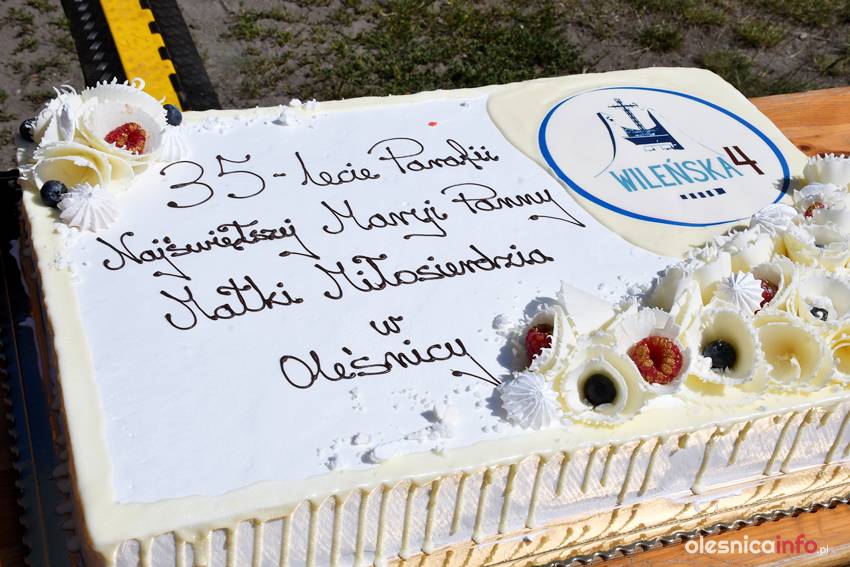 35-lecie Parafii
Najświętszej Maryi Panny
Matki Miłosierdzia
w
Oleśnicy
WILEŃSKA 4
olesnicainfo.pl